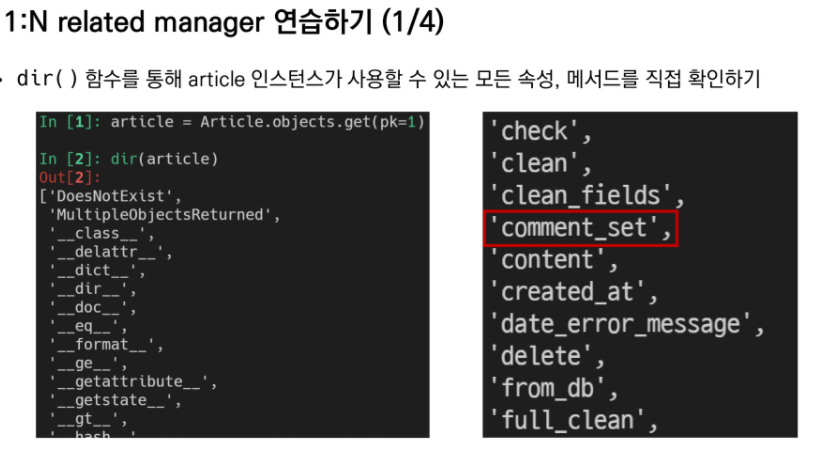 1:N related manager 연습하기 (1/4)
• dir() 함수를 통해 article 인스턴스가 사용할 수 있는 모든 속성, 메서드를 직접 확인하기
In [1]: article = Article.objects.get(pk=1)
In [2]: dir(article)
Out[2]:
['DoesNotExist',
'MultipleObjectsReturned',
'__class__',
'__delattr__',
'__dict__',
'__dir__',
'__doc__',
'__eq__',
'__format__',
'__ge__',
'__getattribute__',
'__getstate__',
'__gt__',
'__hash__'
'check',
'clean',
'clean_fields',
'comment_set',
'content',
'created_at',
'date_error_message',
'delete',
'from_db',
'full_clean',